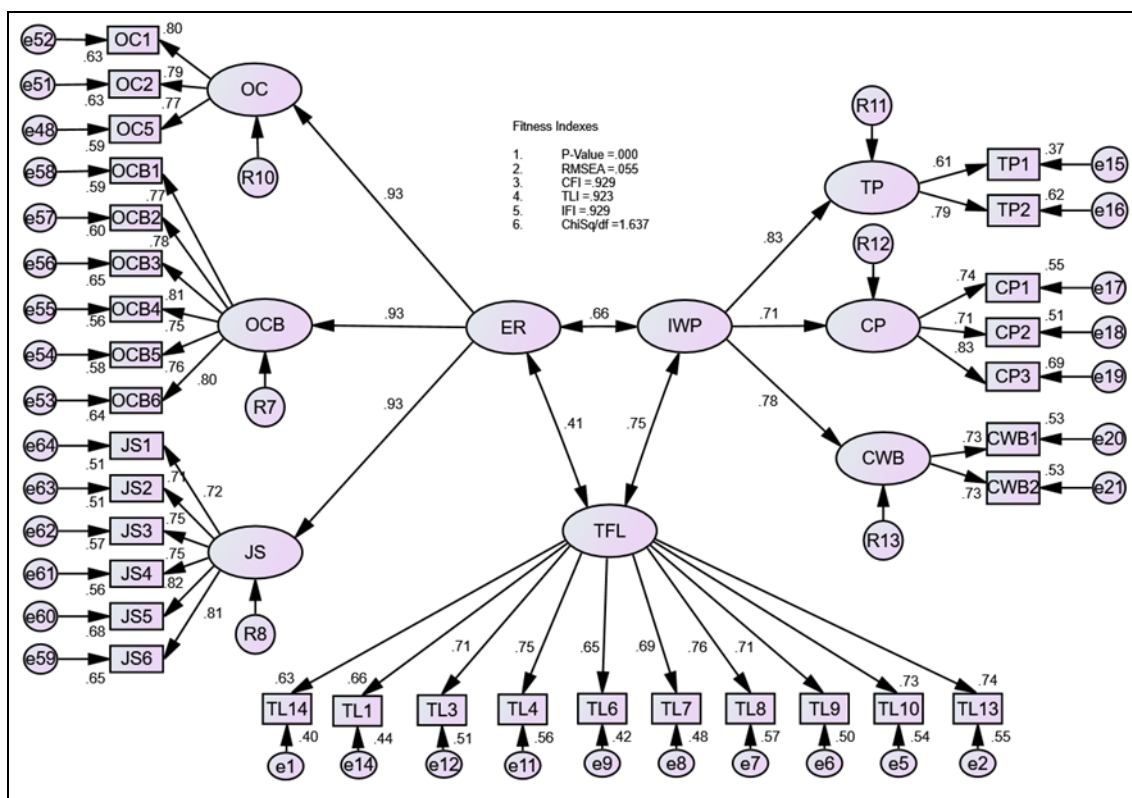 e52
OC1
.80
.63
e51
OC2
.79
.63
OC
e48
OC5
.77
.59
R10
e58
OCB1
.59
.77
e57
OCB2
.60
.78
e56
OCB3
.65
.81
e55
OCB4
.56
.75
OCB
e54
OCB5
.58
.76
e53
OCB6
.64
.80
R7
e64
JS1
.51
.71
.72
e63
JS2
.51
.75
e62
JS3
.57
.75
JS
e61
JS4
.56
.82
e60
JS5
.68
.81
e59
JS6
.65
R8
Fitness Indexes
1. P-Value =.000
2. RMSEA =.055
3. CFI =.929
4. TLI =.923
5. IFI =.929
6. ChiSq/df =1.637
.93
.93
.93
ER
.66
IWP
.41
.75
TFL
.83
.71
.78
R11
TP
.61
TP1
.37
e15
.79
TP2
.62
e16
R12
CP
.74
CP1
.55
e17
.71
CP2
.51
e18
.83
CP3
.69
e19
CWB
.73
CWB1
.53
e20
.73
CWB2
.53
e21
R13
.63
.66
.71
.75
.65
.69
.76
.71
.73
.74
TL14
TL1
TL3
TL4
TL6
TL7
TL8
TL9
TL10
TL13
.40
.44
.51
.56
.42
.48
.57
.50
.54
.55
e1
e14
e12
e11
e9
e8
e7
e6
e5
e2